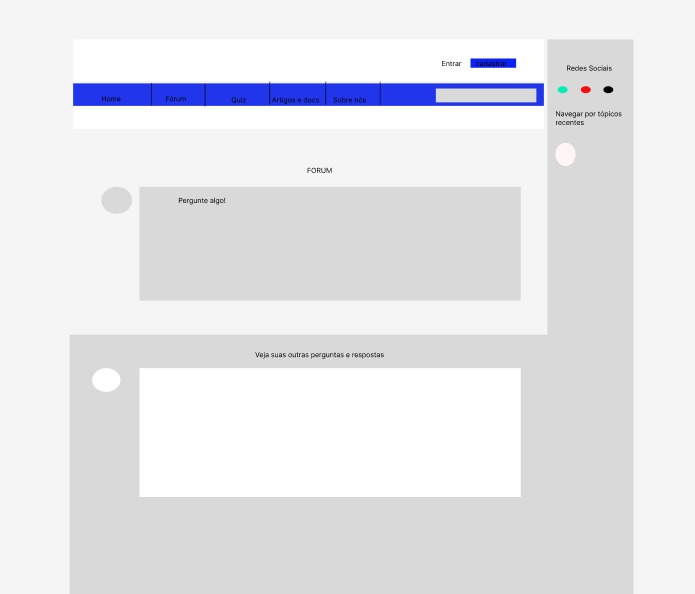 Entrar
cadastrar
Home
Fórum
Quiz
Artigos e docs
Sobre nós
Redes Sociais
Navegar por tópicos
recentes
FORUM
Pergunte algo!
Veja suas outras perguntas e respostas